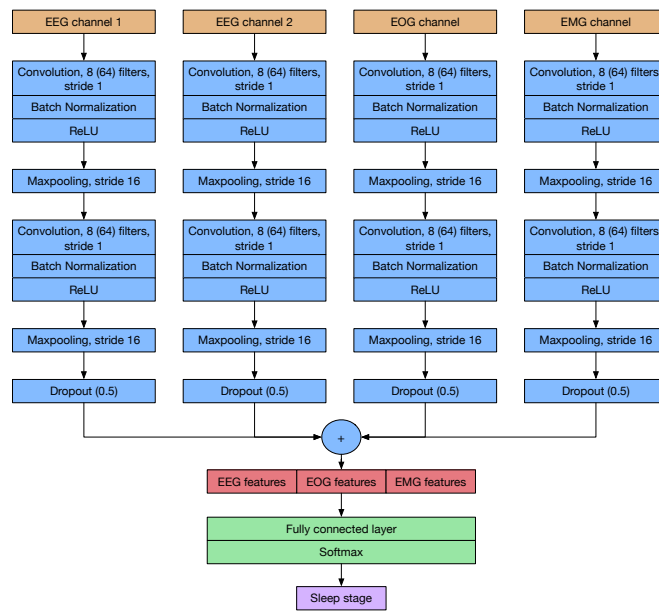 EEG channel 1
EEG channel 2
EOG channel
EMG channel
Convolution, 8 (64) filters,
stride 1
Batch Normalization
ReLU
Convolution, 8 (64) filters,
stride 1
Batch Normalization
ReLU
Convolution, 8 (64) filters,
stride 1
Batch Normalization
ReLU
Convolution, 8 (64) filters,
stride 1
Batch Normalization
ReLU
Maxpooling, stride 16
Maxpooling, stride 16
Maxpooling, stride 16
Maxpooling, stride 16
Convolution, 8 (64) filters,
stride 1
Batch Normalization
ReLU
Convolution, 8 (64) filters,
stride 1
Batch Normalization
ReLU
Convolution, 8 (64) filters,
stride 1
Batch Normalization
ReLU
Convolution, 8 (64) filters,
stride 1
Batch Normalization
ReLU
Maxpooling, stride 16
Maxpooling, stride 16
Maxpooling, stride 16
Maxpooling, stride 16
Dropout (0.5)
Dropout (0.5)
Dropout (0.5)
Dropout (0.5)
+
EEG features
EOG features
EMG features
Fully connected layer
Softmax
Sleep stage